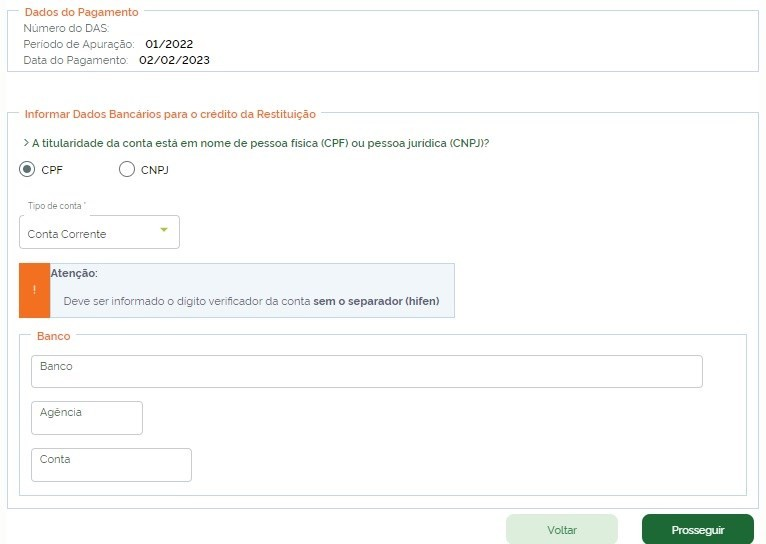 Dados do Pagamento
Número do DAS:
Período de Apuração: 01/2022
Data do Pagamento: 02/02/2023
Informar Dados Bancários para o crédito da Restituição
> A titularidade da conta está em nome de pessoa física (CPF) ou pessoa jurídica (CNPJ)?
CPF CNPJ
Tipo de conta *
Conta Corrente
Atenção:
! Deve ser informado o dígito verificador da conta sem o separador (hífen)
Banco
Banco
Agência
Conta
Voltar Prosseguir